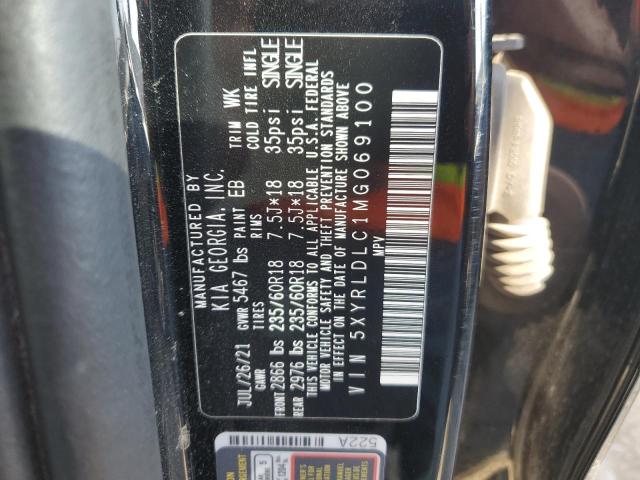 MANUFACTURED BY
KIA GEORGIA, INC.
JUL/26/21 GVWR 5467 lbs PAINT EB TRIM WK
GAWR TIRES RIMS COLD TIRE INFL
FRONT 2866 lbs 235/60R18 7.5J*18 35psi SINGLE
REAR 2976 lbs 235/60R18 7.5J*18 35psi SINGLE
THIS VEHICLE CONFORMS TO ALL APPLICABLE U.S.A. FEDERAL
MOTOR VEHICLE SAFETY AND THEFT PREVENTION STANDARDS
IN EFFECT ON THE DATE OF MANUFACTURE SHOWN ABOVE
VIN 5XYRLDLC1MG069100
MPV
522A